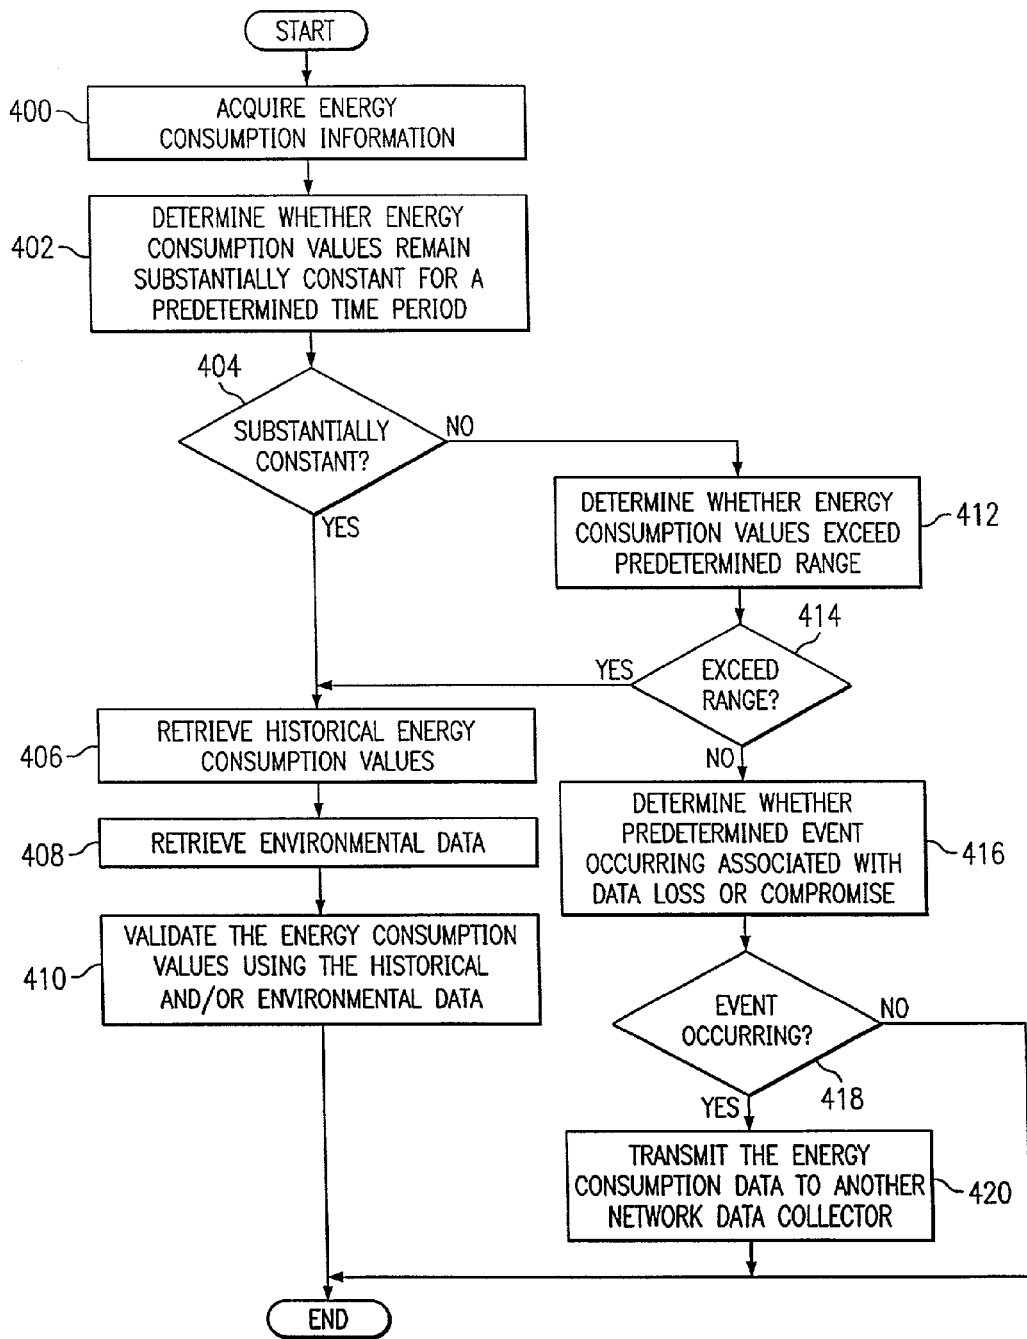 START
400
ACQUIRE ENERGY
CONSUMPTION INFORMATION
402
DETERMINE WHETHER ENERGY
CONSUMPTION VALUES REMAIN
SUBSTANTIALLY CONSTANT FOR A
PREDETERMINED TIME PERIOD
404
SUBSTANTIALLY
CONSTANT?
NO
YES
DETERMINE WHETHER ENERGY
CONSUMPTION VALUES EXCEED
PREDETERMINED RANGE
412
414
EXCEED
RANGE?
YES
NO
406
RETRIEVE HISTORICAL ENERGY
CONSUMPTION VALUES
408
RETRIEVE ENVIRONMENTAL DATA
410
VALIDATE THE ENERGY CONSUMPTION
VALUES USING THE HISTORICAL
AND/OR ENVIRONMENTAL DATA
DETERMINE WHETHER
PREDETERMINED EVENT
OCCURRING ASSOCIATED WITH
DATA LOSS OR COMPROMISE
416
EVENT
OCCURRING?
NO
418
YES
TRANSMIT THE ENERGY
CONSUMPTION DATA TO ANOTHER
NETWORK DATA COLLECTOR
420
END